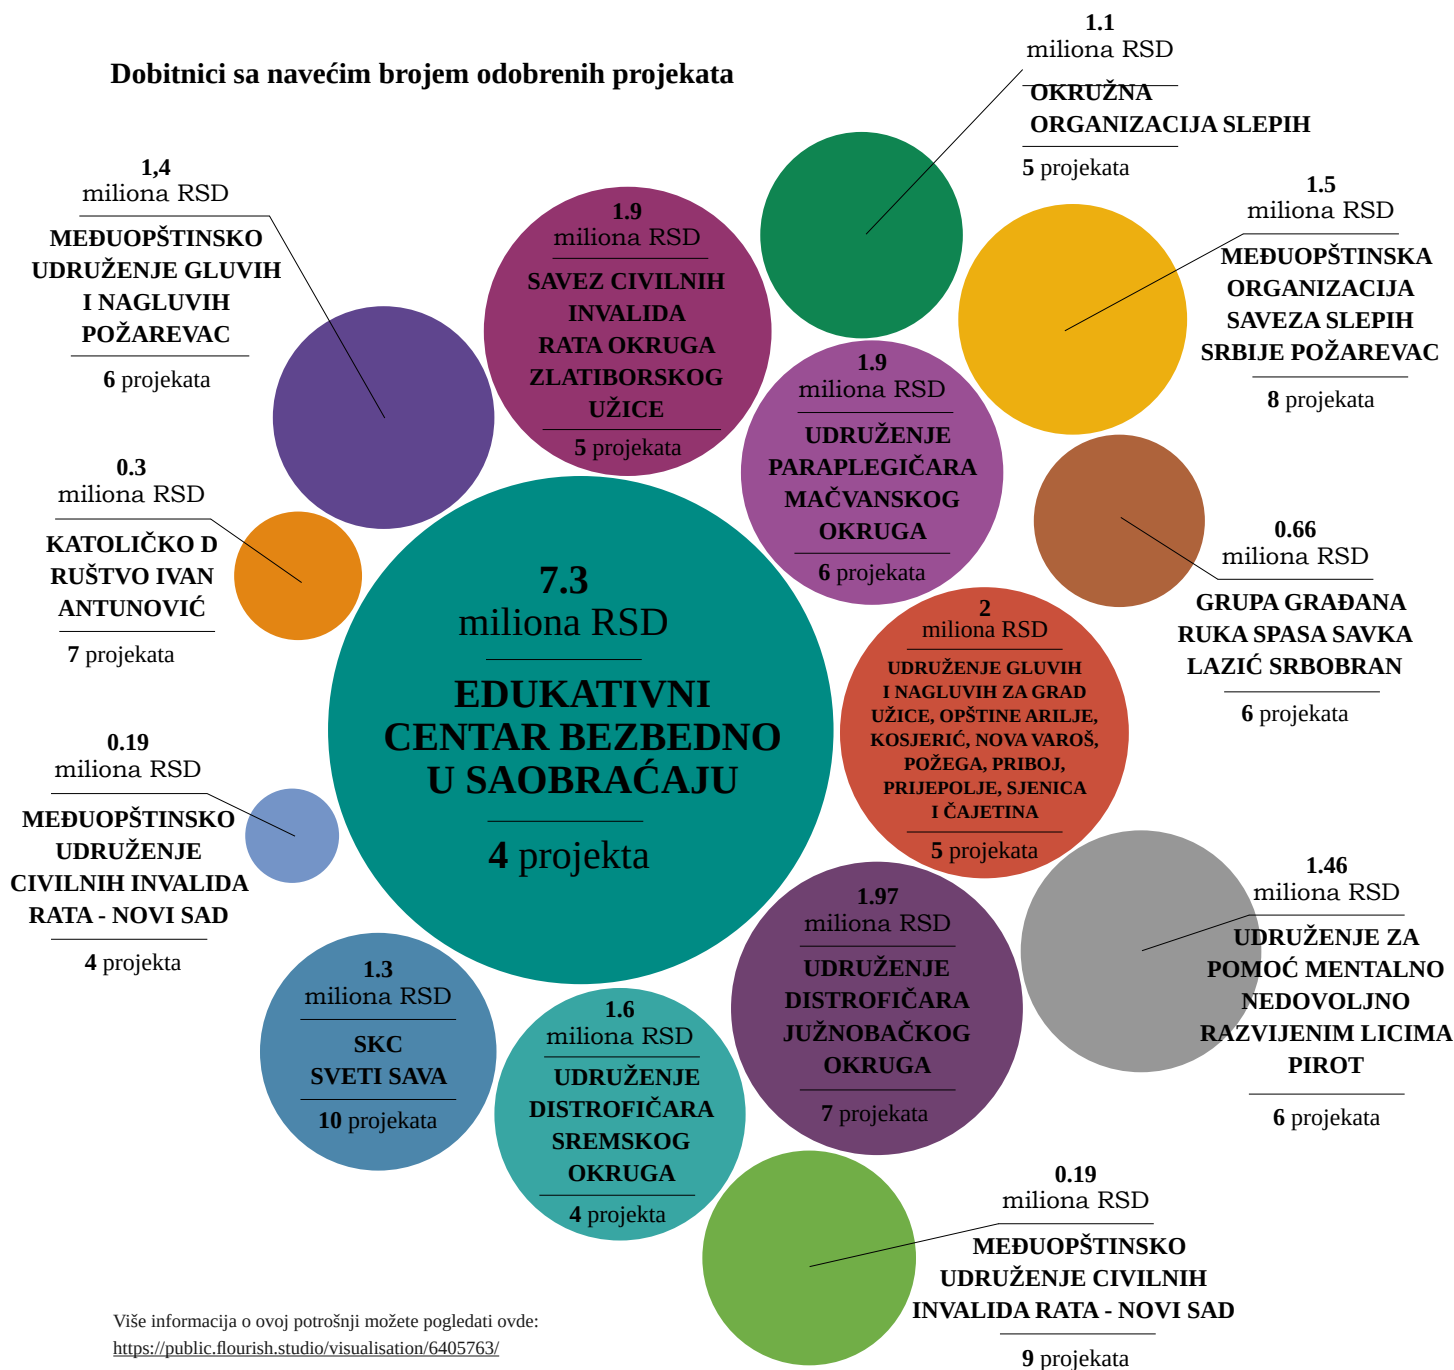 Dobitnici sa navećim brojem odobrenih projekata
1.1
miliona RSD
OKRUŽNA
ORGANIZACIJA SLEPIH
5 projekata
1,4
miliona RSD
MEĐUOPŠTINSKO
UDRUŽENJE GLUVIH
I NAGLUVIH
POŽAREVAC
6 projekata
1.9
miliona RSD
SAVEZ CIVILNIH
INVALIDA
RATA OKRUGA
ZLATIBORSKOG
UŽICE
5 projekata
1.5
miliona RSD
MEĐUOPŠTINSKA
ORGANIZACIJA
SAVEZA SLEPIH
SRBIJE POŽAREVAC
8 projekata
1.9
miliona RSD
UDRUŽENJE
PARAPLEGIČARA
MAČVANSKOG
OKRUGA
6 projekata
0.3
miliona RSD
KATOLIČKO D
RUŠTVO IVAN
ANTUNOVIĆ
7 projekata
7.3
miliona RSD
EDUKATIVNI
CENTAR BEZBEDNO
U SAOBRAĆAJU
4 projekta
0.66
miliona RSD
GRUPA GRAĐANA
RUKA SPASA SAVKA
LAZIĆ SRBOBRAN
6 projekata
2
miliona RSD
UDRUŽENJE GLUVIH
I NAGLUVIH ZA GRAD
UŽICE, OPŠTINE ARILJE,
KOSJERIĆ, NOVA VAROŠ,
POŽEGA, PRIBOJ,
PRIJEPOLJE, SJENICA
I ČAJETINA
5 projekata
0.19
miliona RSD
MEĐUOPŠTINSKO
UDRUŽENJE
CIVILNIH INVALIDA
RATA - NOVI SAD
4 projekta
1.46
miliona RSD
UDRUŽENJE ZA
POMOĆ MENTALNO
NEDOVOLJNO
RAZVIJENIM LICIMA
PIROT
6 projekata
1.97
miliona RSD
UDRUŽENJE
DISTROFIČARA
JUŽNOBAČKOG
OKRUGA
7 projekata
1.3
miliona RSD
SKC
SVETI SAVA
10 projekata
1.6
miliona RSD
UDRUŽENJE
DISTROFIČARA
SREMSKOG
OKRUGA
4 projekta
0.19
miliona RSD
MEĐUOPŠTINSKO
UDRUŽENJE CIVILNIH
INVALIDA RATA - NOVI SAD
9 projekata
Više informacija o ovoj potrošnji možete pogledati ovde:
https://public.flourish.studio/visualisation/6405763/